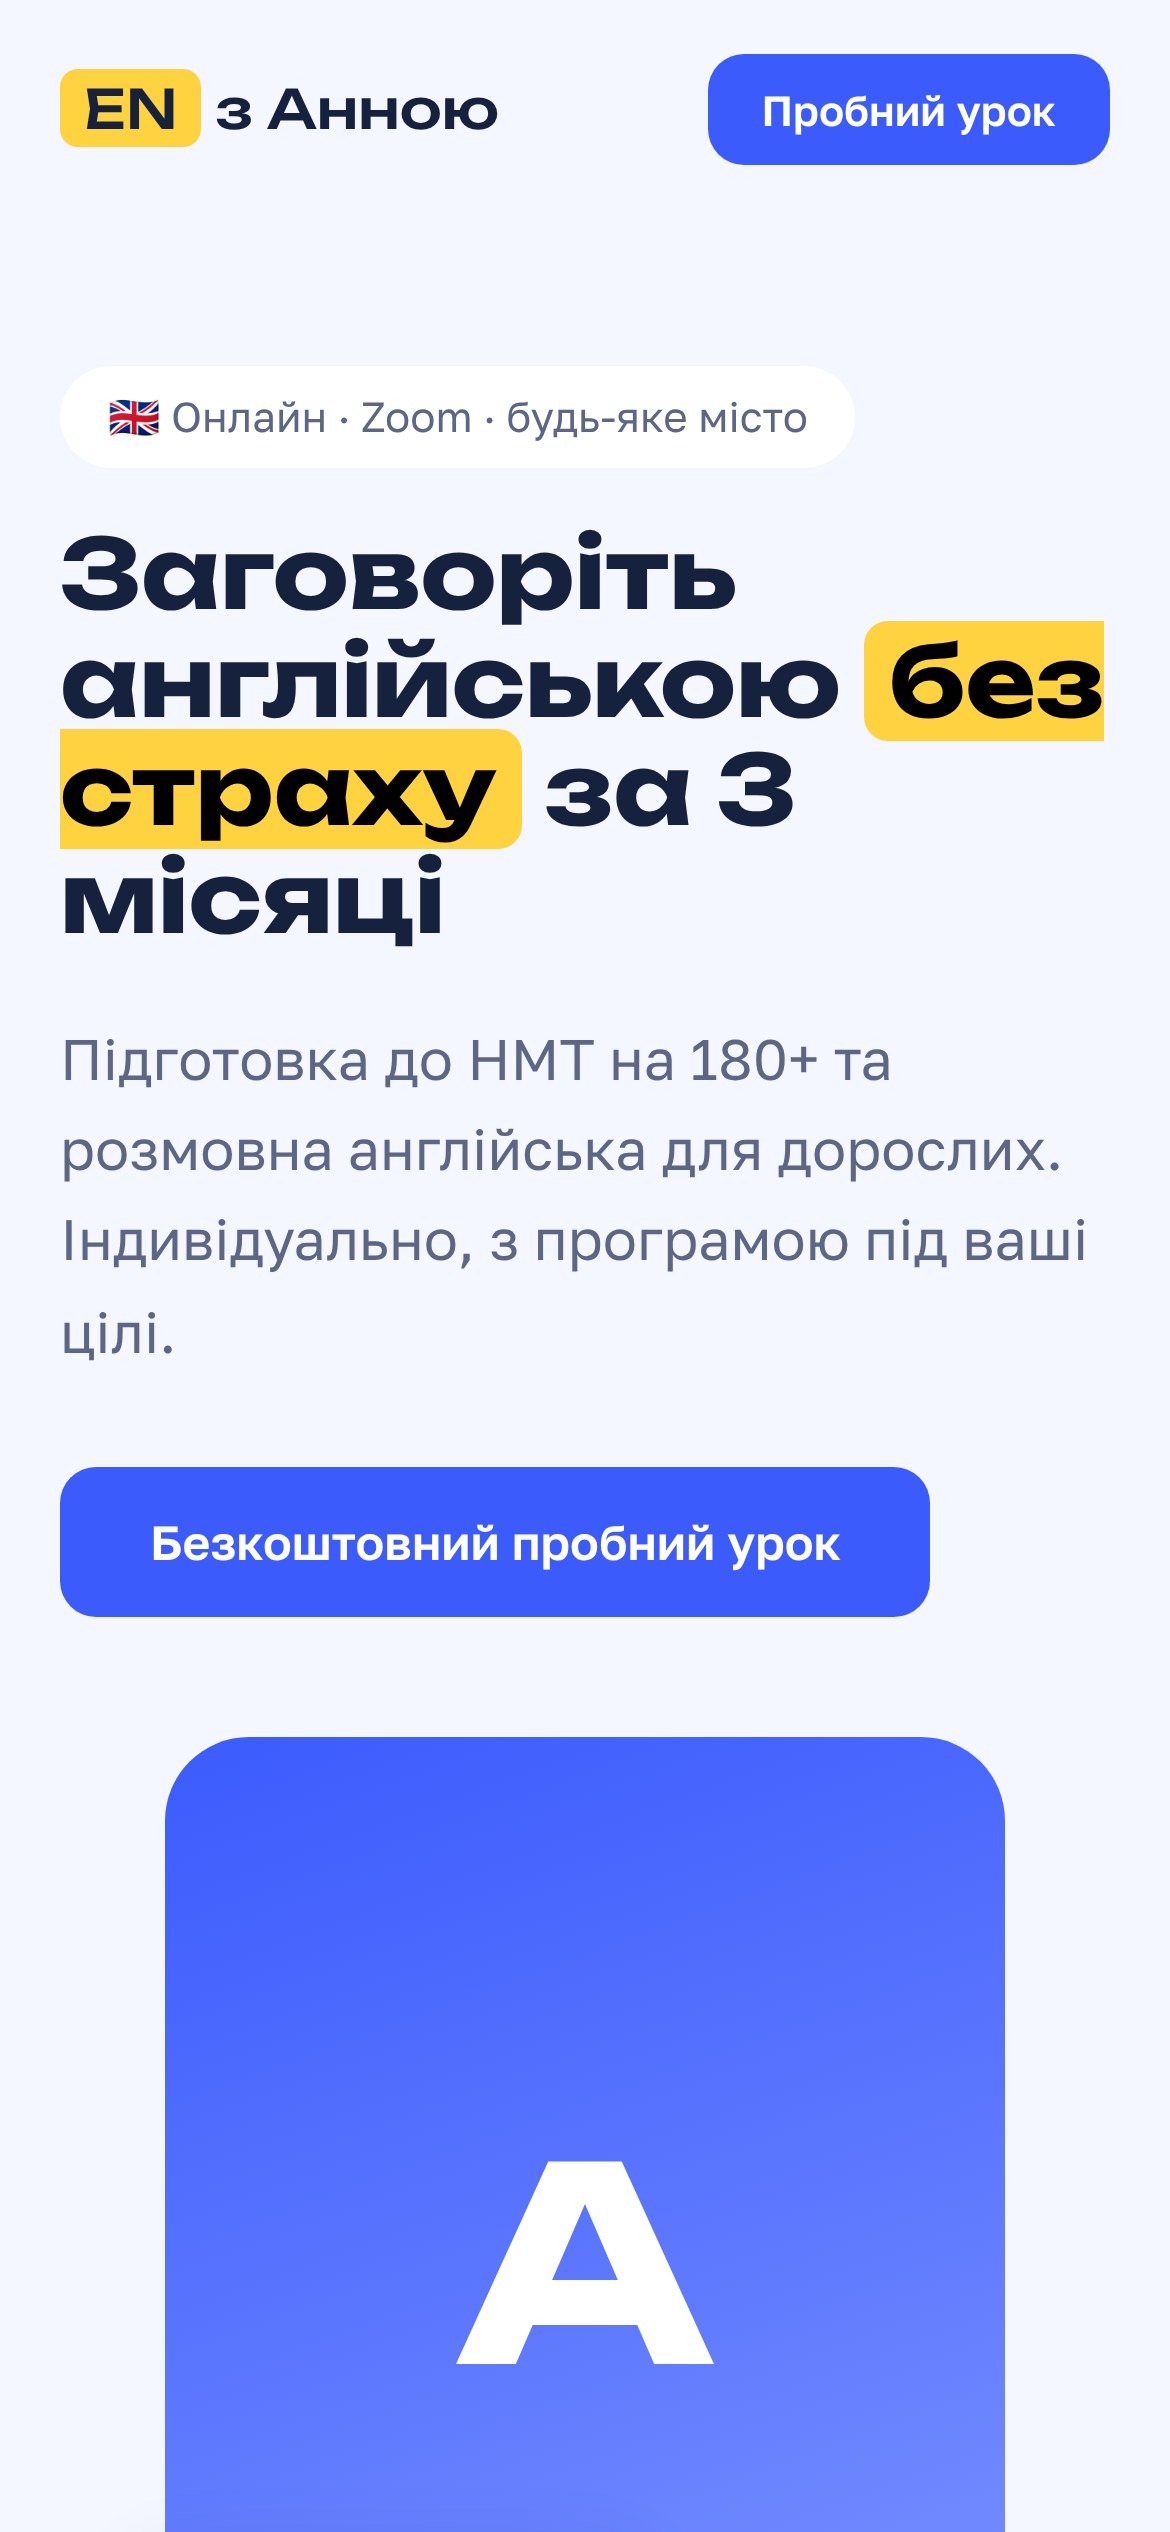 EN з Анною
Пробний урок
🇬🇧 Онлайн · Zoom · будь-яке місто
Заговоріть
англійською без
страху за 3
місяці
Підготовка до НМТ на 180+ та
розмовна англійська для дорослих.
Індивідуально, з програмою під ваші
цілі.
Безкоштовний пробний урок
А